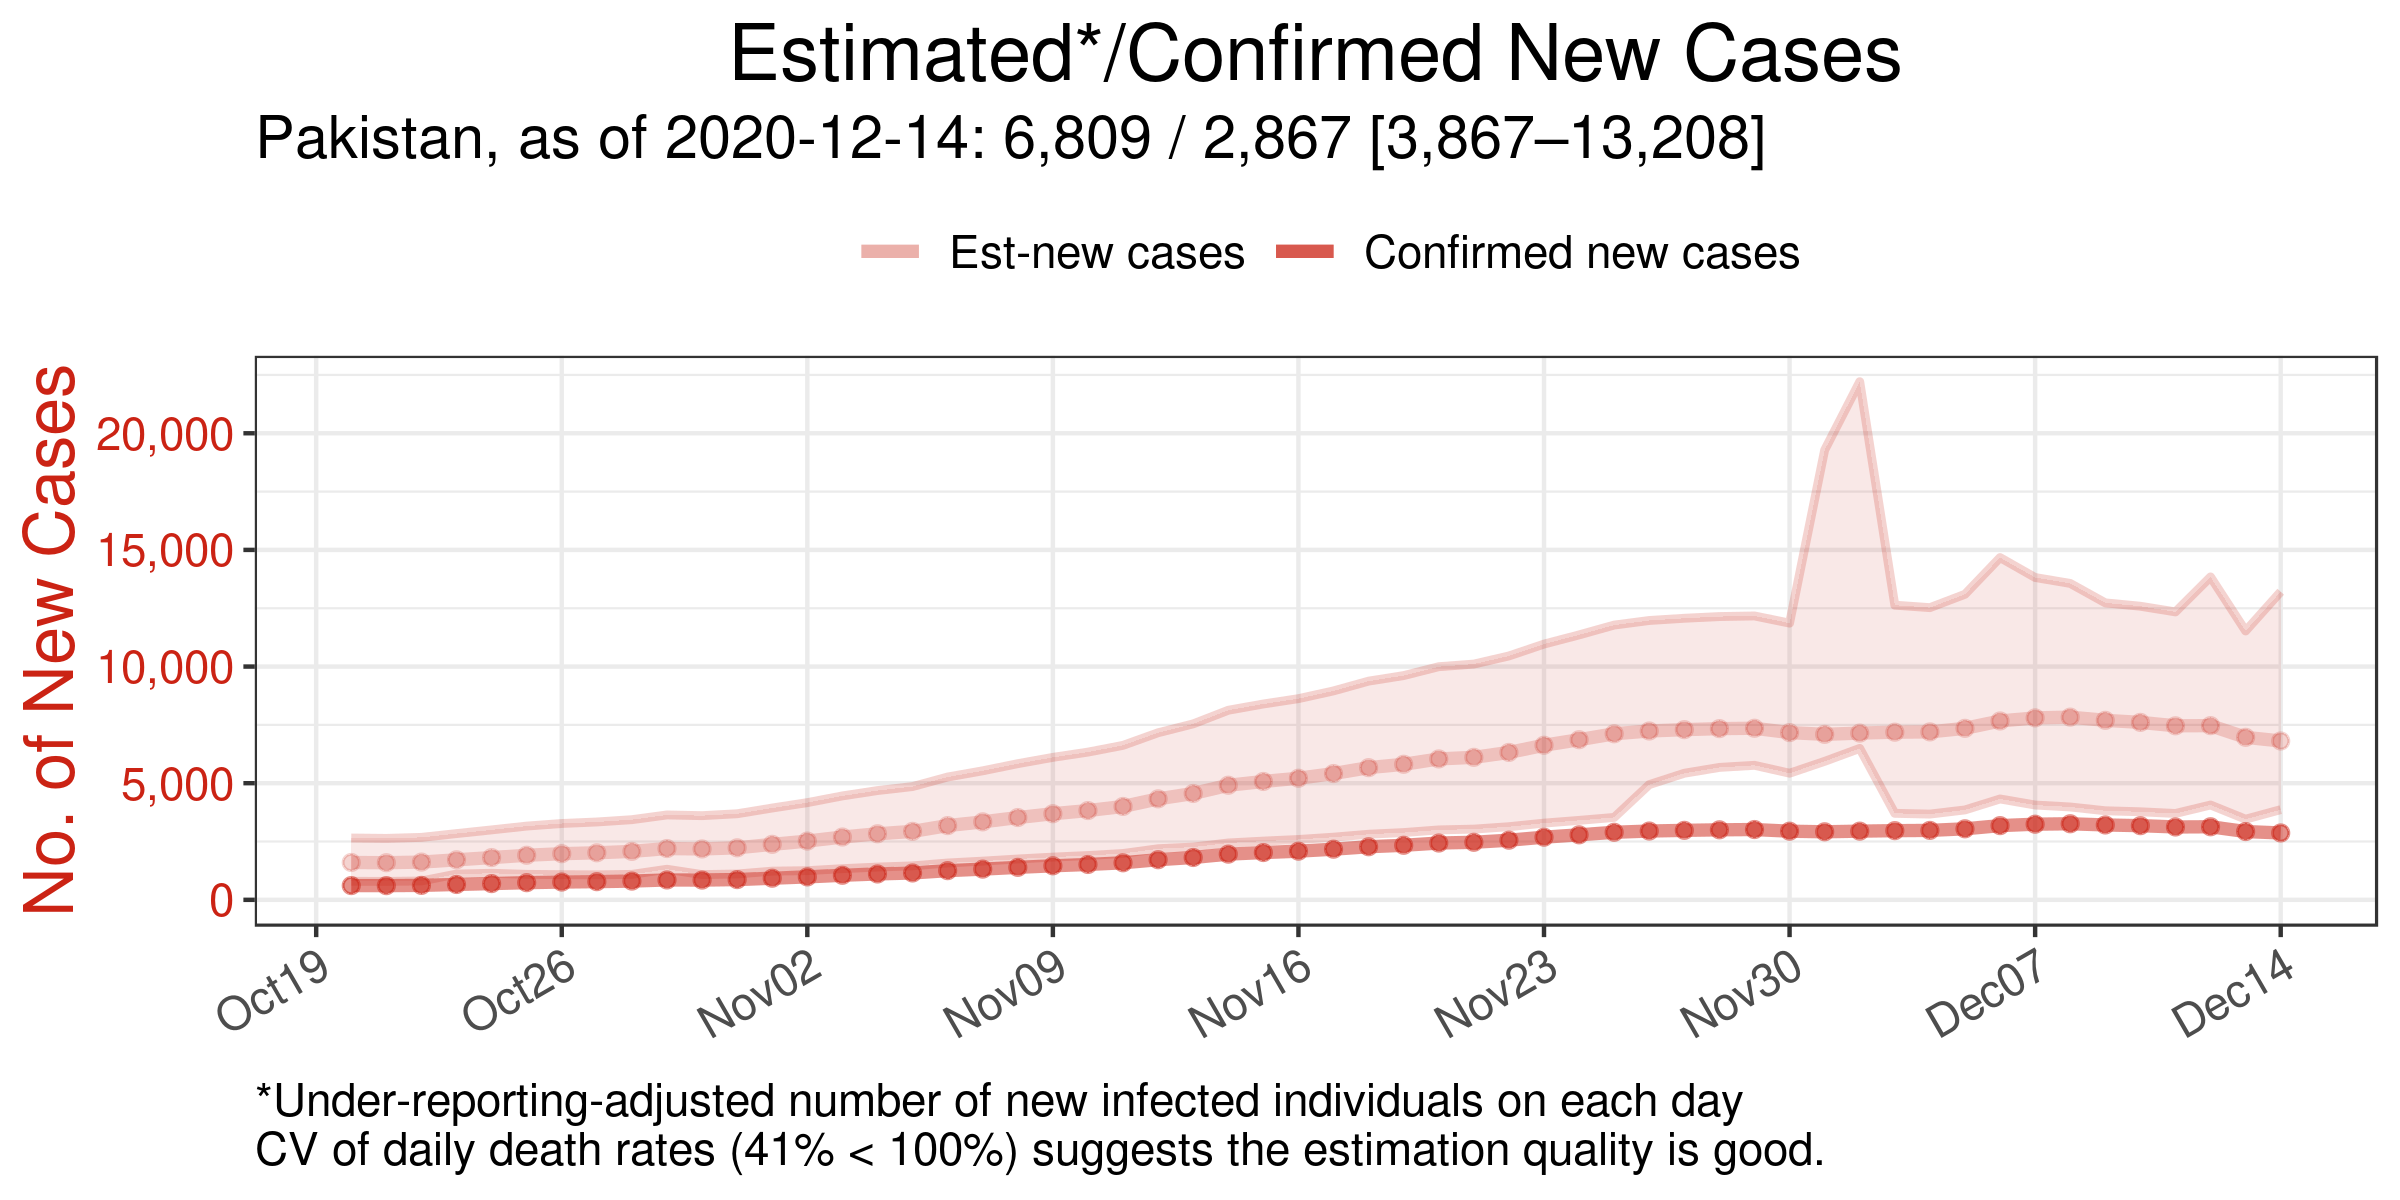 Estimated*/Confirmed New Cases
Pakistan, as of 2020-12-14: 6,809 / 2,867 [3,867–13,208]
Est-new cases
Confirmed new cases
No. of New Cases
20,000
15,000
10,000
5,000
0
Oct19
Oct26
Nov02
Nov09
Nov16
Nov23
Nov30
Dec07
Dec14
*Under-reporting-adjusted number of new infected individuals on each day
CV of daily death rates (41% < 100%) suggests the estimation quality is good.